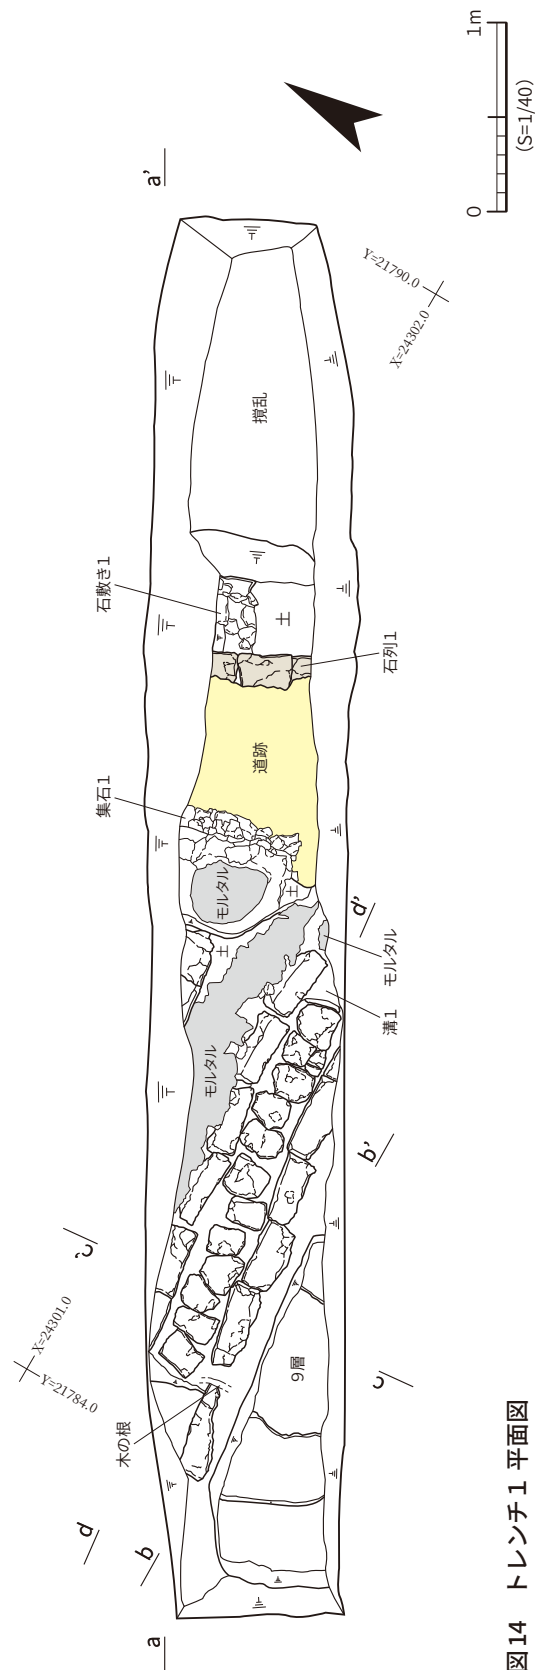 1m
0
(S=1/40)
a’
Y=21790.0
X=24302.0
撹乱
石敷き1
土
石列1
道跡
集石1
モルタル
土
d’
土
モルタル
溝1
モルタル
b’
c’
X=24301.0
Y=21784.0
9層
c
木の根
d
b
a
図14　トレンチ1 平面図